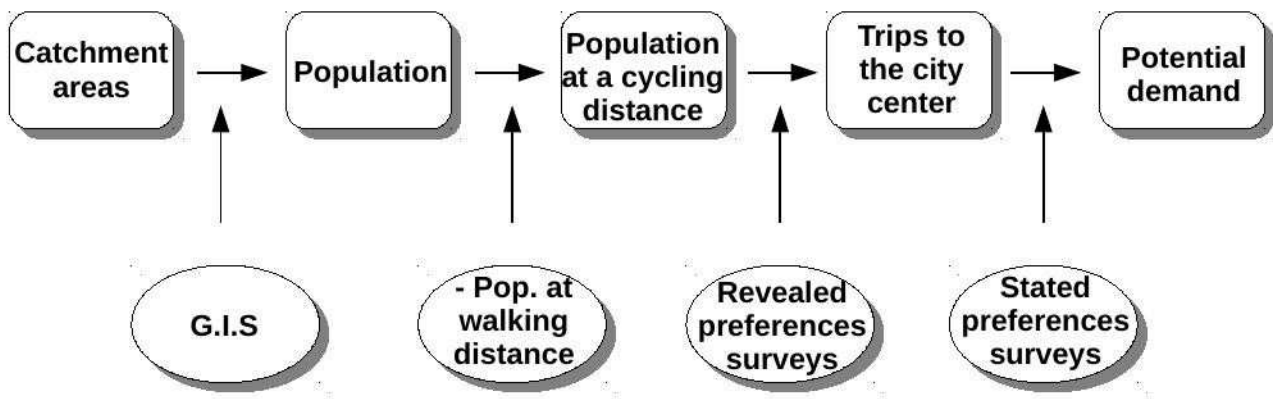 Catchment
areas
Population
Population
at a cycling
distance
Trips to
the city
center
Potential
demand
G.I.S
- Pop. at
walking
distance
Revealed
preferences
surveys
Stated
preferences
surveys